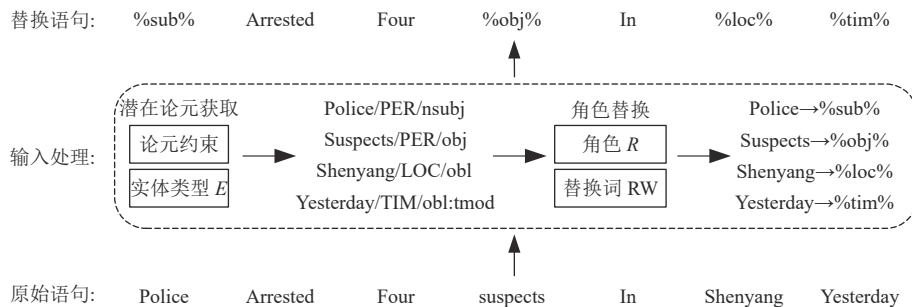 替换语句: %sub% Arrested Four %obj% In %loc% %tim%
潜在论元获取
论元约束
实体类型 E
输入处理:
Police/PER/nsubj
Suspects/PER/obj
Shenyang/LOC/obl
Yesterday/TIM/obl:tmod
角色替换
角色 R
替换词 RW
Police→%sub%
Suspects→%obj%
Shenyang→%loc%
Yesterday→%tim%
原始语句: Police Arrested Four suspects In Shenyang Yesterday